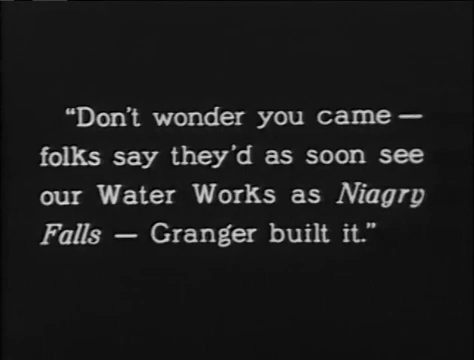 “Don't wonder you came —
folks say they'd as soon see
our Water Works as Niagry
Falls — Granger built it.”